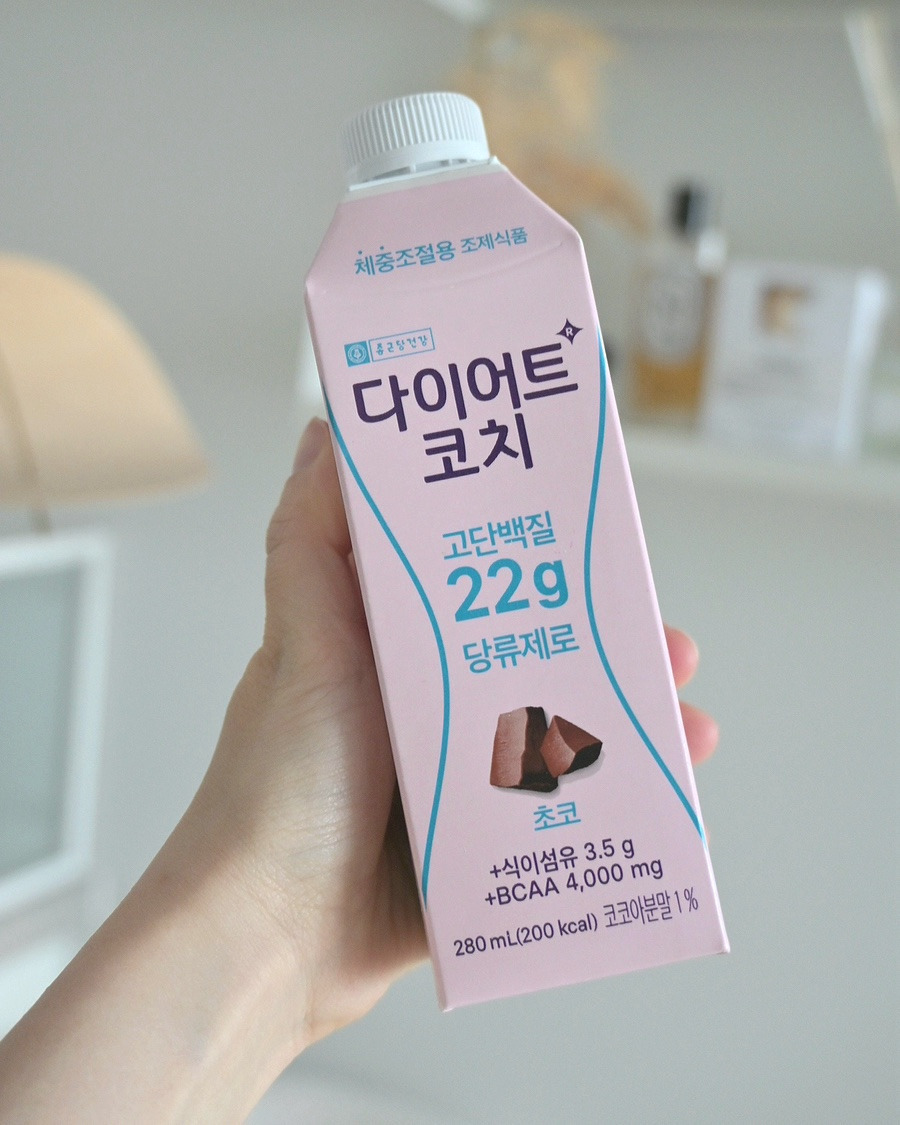 체중조절용 조제식품
종근당건강
R
다이어트
코치
고단백질
22g
당류제로
초코
+식이섬유 3.5 g
+BCAA 4,000 mg
280 mL(200 kcal) 코코아분말 1 %